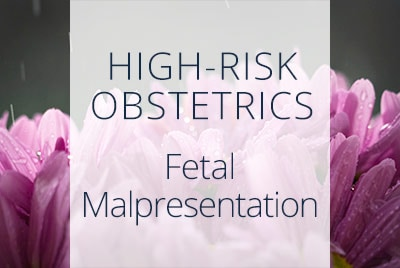 HIGH-RISK
OBSTETRICS
Fetal
Malpresentation